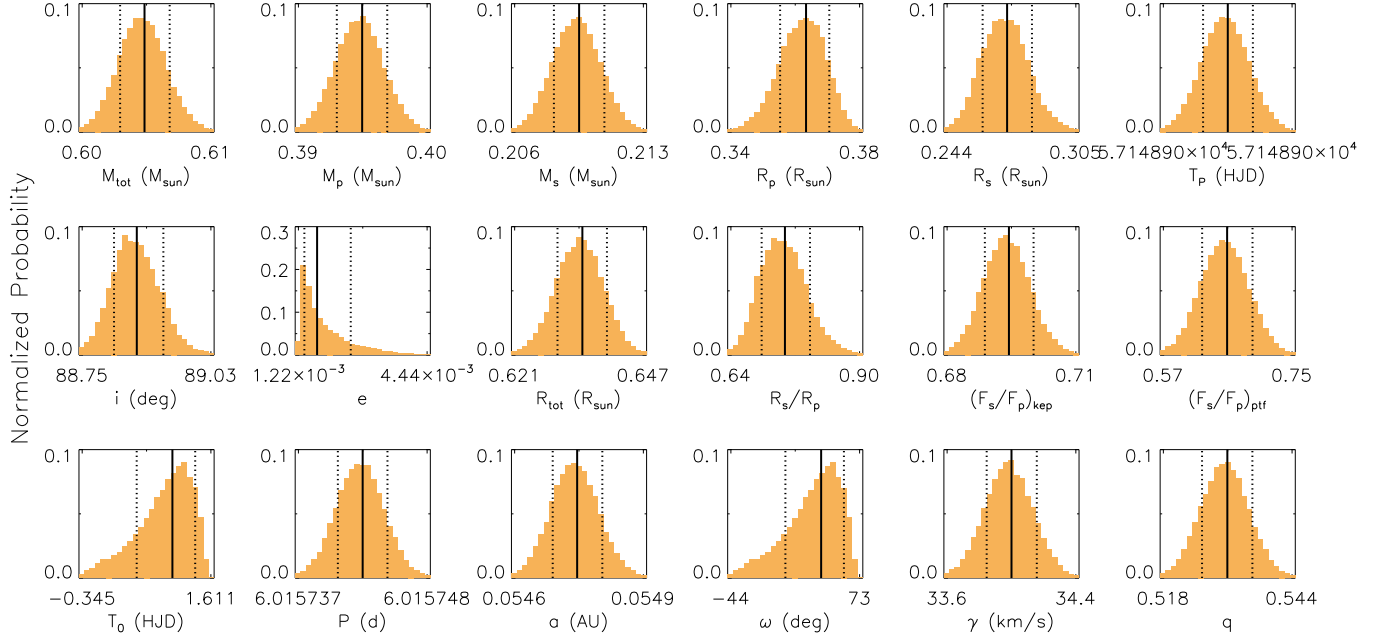 Normalized Probability
0.1 0.1 0.1 0.1 0.1 0.1
0.0 0.0 0.0 0.0 0.0 0.0
0.60 0.61 0.39 0.40 0.206 0.213 0.34 0.38 0.244 0.305 5.714890×10⁴ 5.714890×10⁴
M_tot (M_sun) M_p (M_sun) M_s (M_sun) R_p (R_sun) R_s (R_sun) T_P (HJD)
0.1 0.3 0.1 0.1 0.1 0.1
0.2
0.1
0.0 0.0 0.0 0.0 0.0 0.0
88.75 89.03 1.22×10⁻³ 4.44×10⁻³ 0.621 0.647 0.64 0.90 0.68 0.71 0.57 0.75
i (deg) e R_tot (R_sun) R_s/R_p (F_s/F_p)_kep (F_s/F_p)_ptf
0.1 0.1 0.1 0.1 0.1 0.1
0.0 0.0 0.0 0.0 0.0 0.0
−0.345 1.611 6.015737 6.015748 0.0546 0.0549 −44 73 33.6 34.4 0.518 0.544
T_0 (HJD) P (d) a (AU) ω (deg) γ (km/s) q